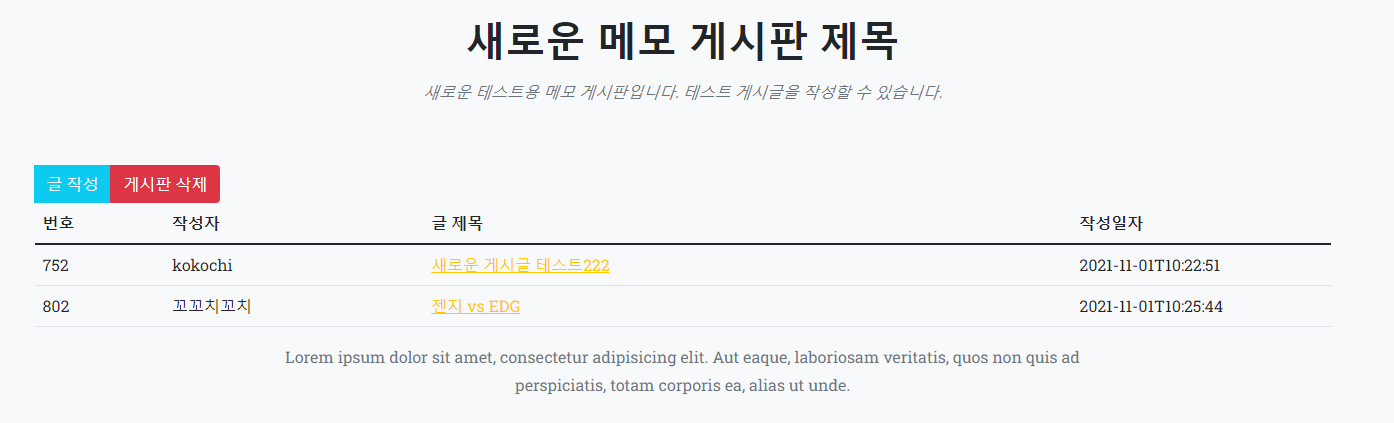 새로운 메모 게시판 제목
새로운 테스트용 메모 게시판입니다. 테스트 게시글을 작성할 수 있습니다.
글 작성 게시판 삭제
번호 작성자 글 제목 작성일자
752 kokochi 새로운 게시글 테스트222 2021-11-01T10:22:51
802 꼬꼬치꼬치 젠지 vs EDG 2021-11-01T10:25:44
Lorem ipsum dolor sit amet, consectetur adipisicing elit. Aut eaque, laboriosam veritatis, quos non quis ad
perspiciatis, totam corporis ea, alias ut unde.